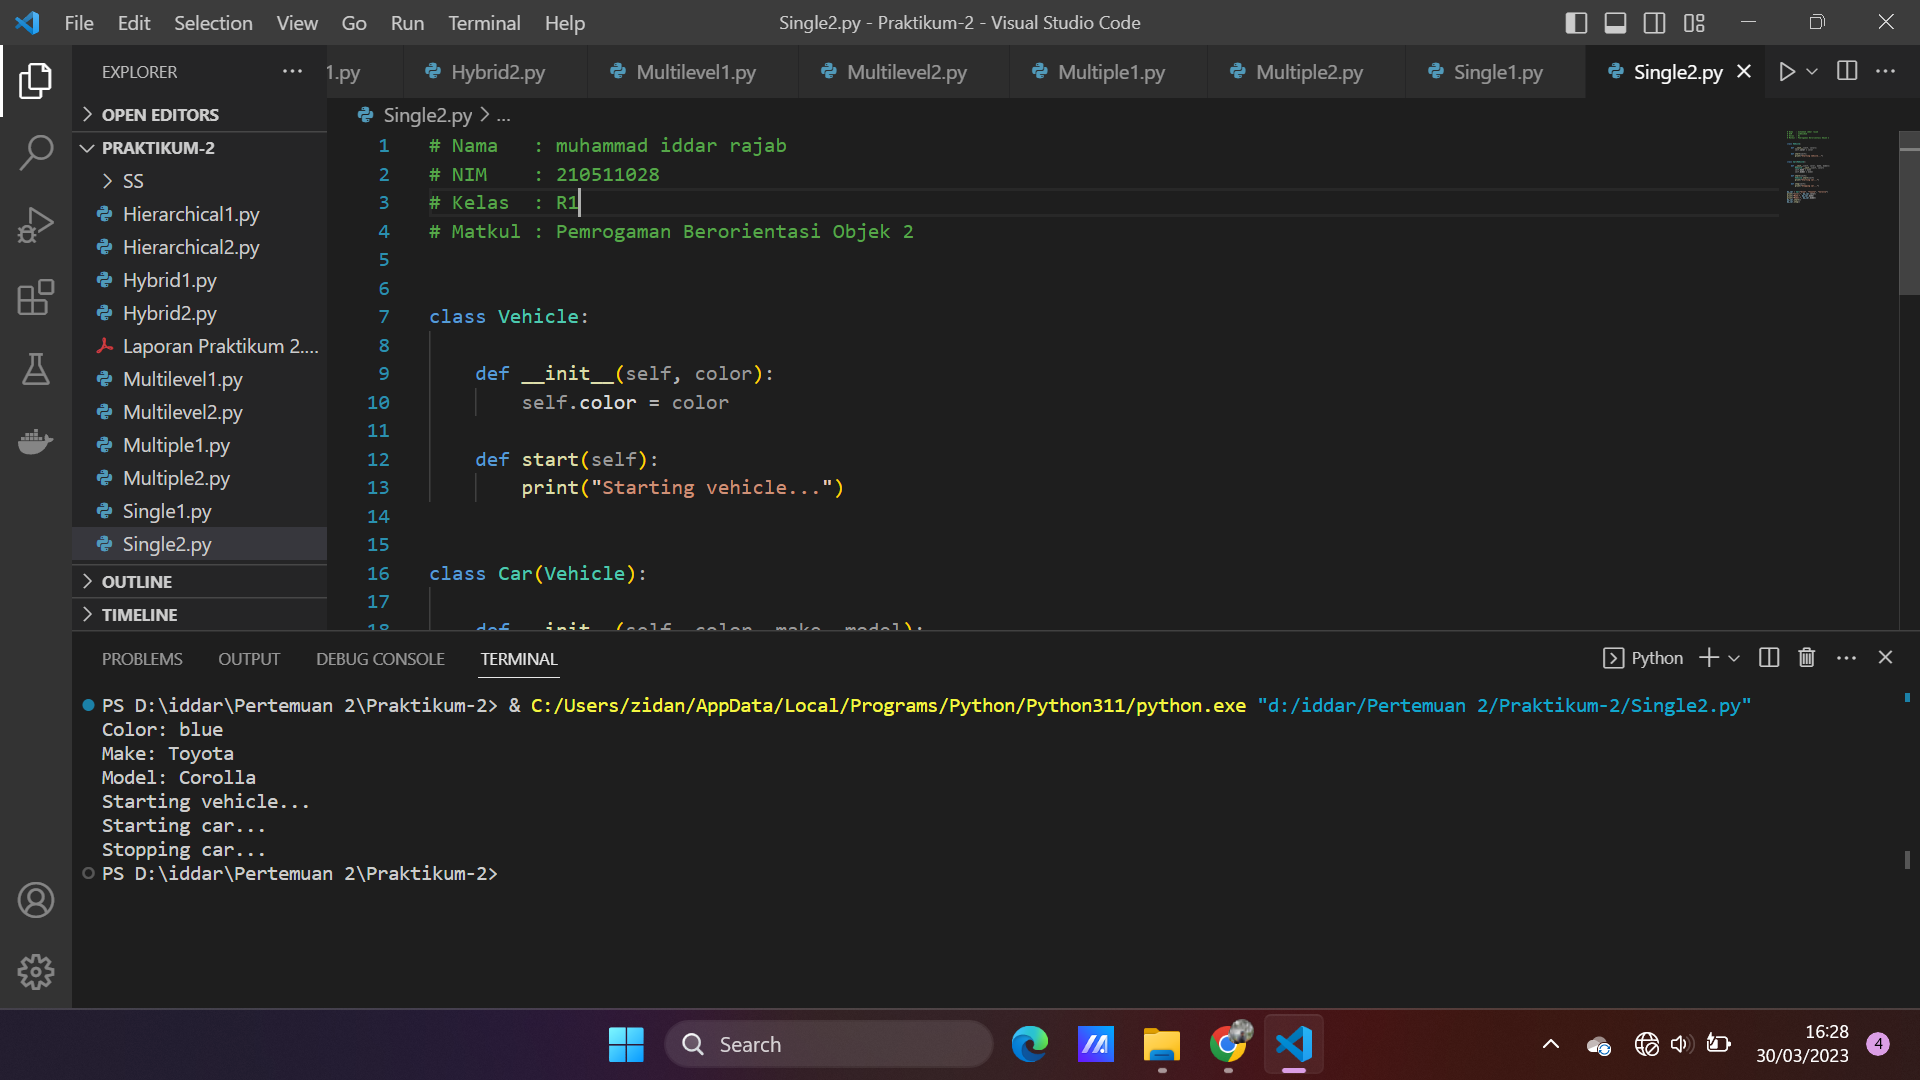 File Edit Selection View Go Run Terminal Help Single2.py - Praktikum-2 - Visual Studio Code
EXPLORER
1.py Hybrid2.py Multilevel1.py Multilevel2.py Multiple1.py Multiple2.py Single1.py Single2.py
OPEN EDITORS
PRAKTIKUM-2
SS
Hierarchical1.py
Hierarchical2.py
Hybrid1.py
Hybrid2.py
Laporan Praktikum 2....
Multilevel1.py
Multilevel2.py
Multiple1.py
Multiple2.py
Single1.py
Single2.py
OUTLINE
TIMELINE
Single2.py > ...
1 # Nama   : muhammad iddar rajab
2 # NIM    : 210511028
3 # Kelas  : R1
4 # Matkul : Pemrogaman Berorientasi Objek 2
5
6
7 class Vehicle:
8
9     def __init__(self, color):
10         self.color = color
11
12     def start(self):
13         print("Starting vehicle...")
14
15
16 class Car(Vehicle):
17
18     def __init__(self, color, make, model):
PROBLEMS OUTPUT DEBUG CONSOLE TERMINAL Python
PS D:\iddar\Pertemuan 2\Praktikum-2> & C:/Users/zidan/AppData/Local/Programs/Python/Python311/python.exe "d:/iddar/Pertemuan 2/Praktikum-2/Single2.py"
Color: blue
Make: Toyota
Model: Corolla
Starting vehicle...
Starting car...
Stopping car...
PS D:\iddar\Pertemuan 2\Praktikum-2>
Search
16:28
30/03/2023
4